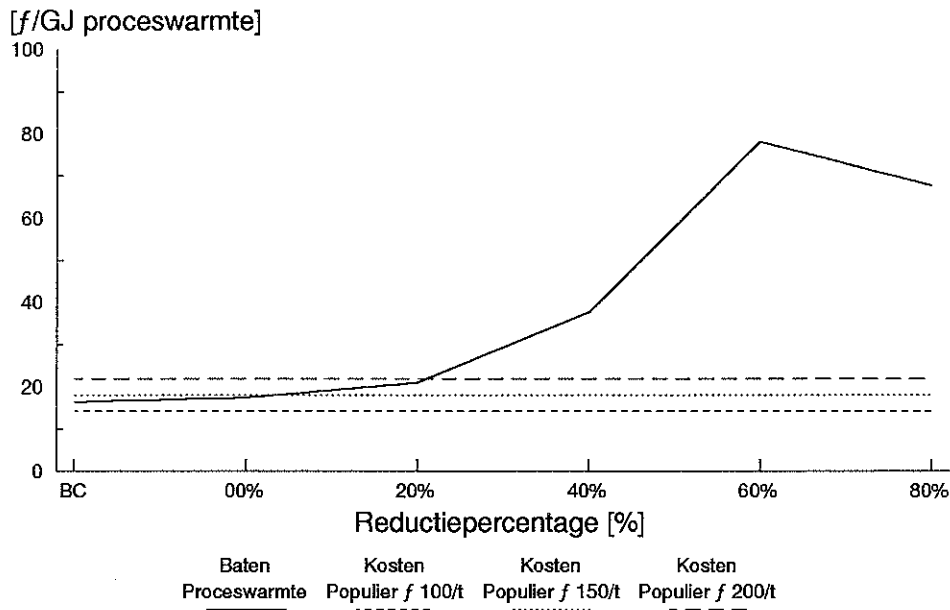 [ƒ/GJ proceswarmte]
100
80
60
40
20
0
BC 00% 20% 40% 60% 80%
Reductiepercentage [%]
Baten Kosten Kosten Kosten
Proceswarmte Populier ƒ 100/t Populier ƒ 150/t Populier ƒ 200/t